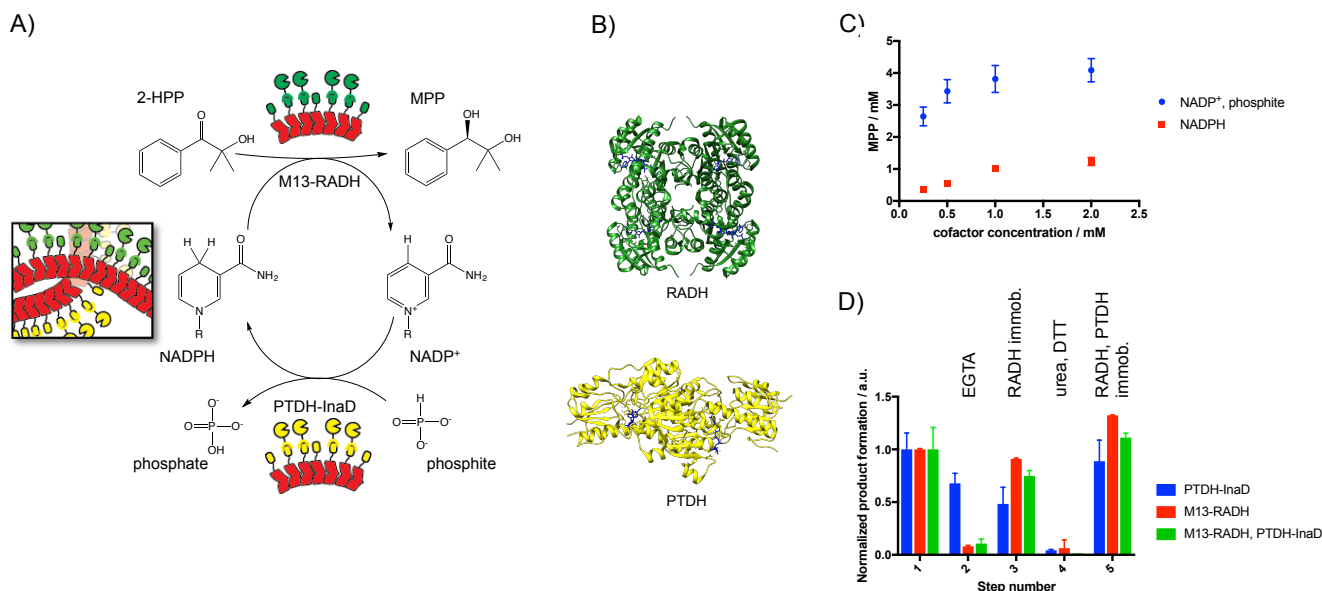 A)
2-HPP
MPP
O
OH
OH
OH
M13-RADH
H
H
O
NH₂
N
R
NADPH
H
O
NH₂
N⁺
R
NADP⁺
PTDH-InaD
O⁻
O=P-O⁻
OH
phosphate
H
O=P-O⁻
O⁻
phosphite
B)
RADH
PTDH
C)
MPP / mM
5
4
3
2
1
0
0.0
0.5
1.0
1.5
2.0
2.5
cofactor concentration / mM
NADP⁺, phosphite
NADPH
D)
EGTA
RADH immob.
urea, DTT
RADH, PTDH
immob.
Normalized product formation / a.u.
1.5
1.0
0.5
0.0
1
2
3
4
5
Step number
PTDH-InaD
M13-RADH
M13-RADH, PTDH-InaD